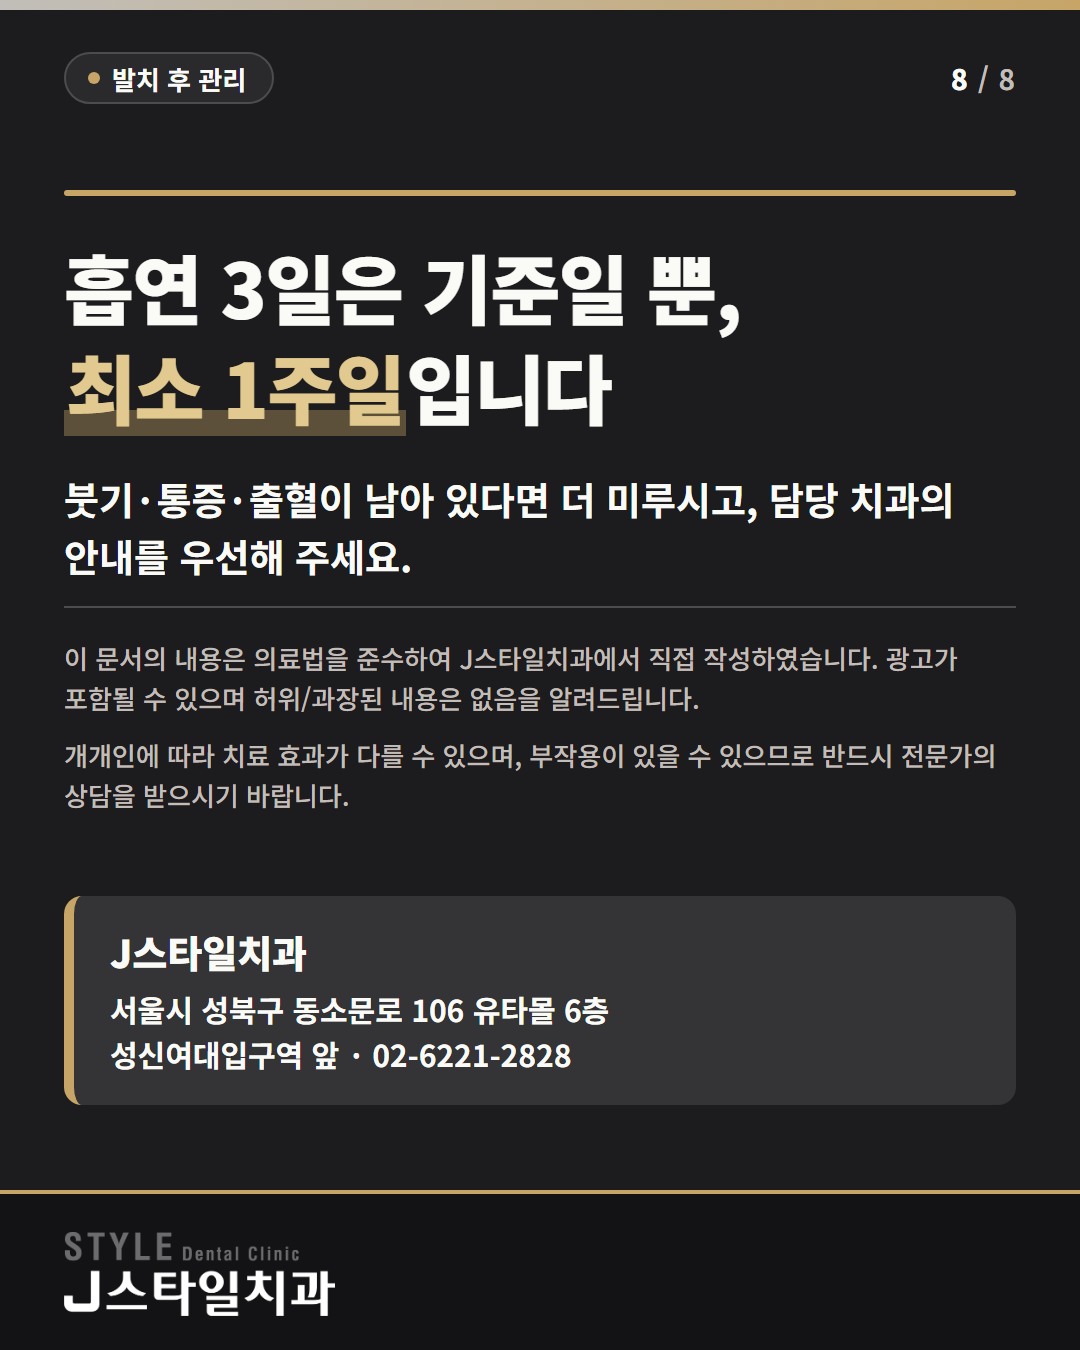 발치 후 관리
8 / 8
흡연 3일은 기준일 뿐,
최소 1주일입니다
붓기·통증·출혈이 남아 있다면 더 미루시고, 담당 치과의
안내를 우선해 주세요.
이 문서의 내용은 의료법을 준수하여 J스타일치과에서 직접 작성하였습니다. 광고가
포함될 수 있으며 허위/과장된 내용은 없음을 알려드립니다.
개개인에 따라 치료 효과가 다를 수 있으며, 부작용이 있을 수 있으므로 반드시 전문가의
상담을 받으시기 바랍니다.
J스타일치과
서울시 성북구 동소문로 106 유타몰 6층
성신여대입구역 앞 · 02-6221-2828
STYLE Dental Clinic
J스타일치과